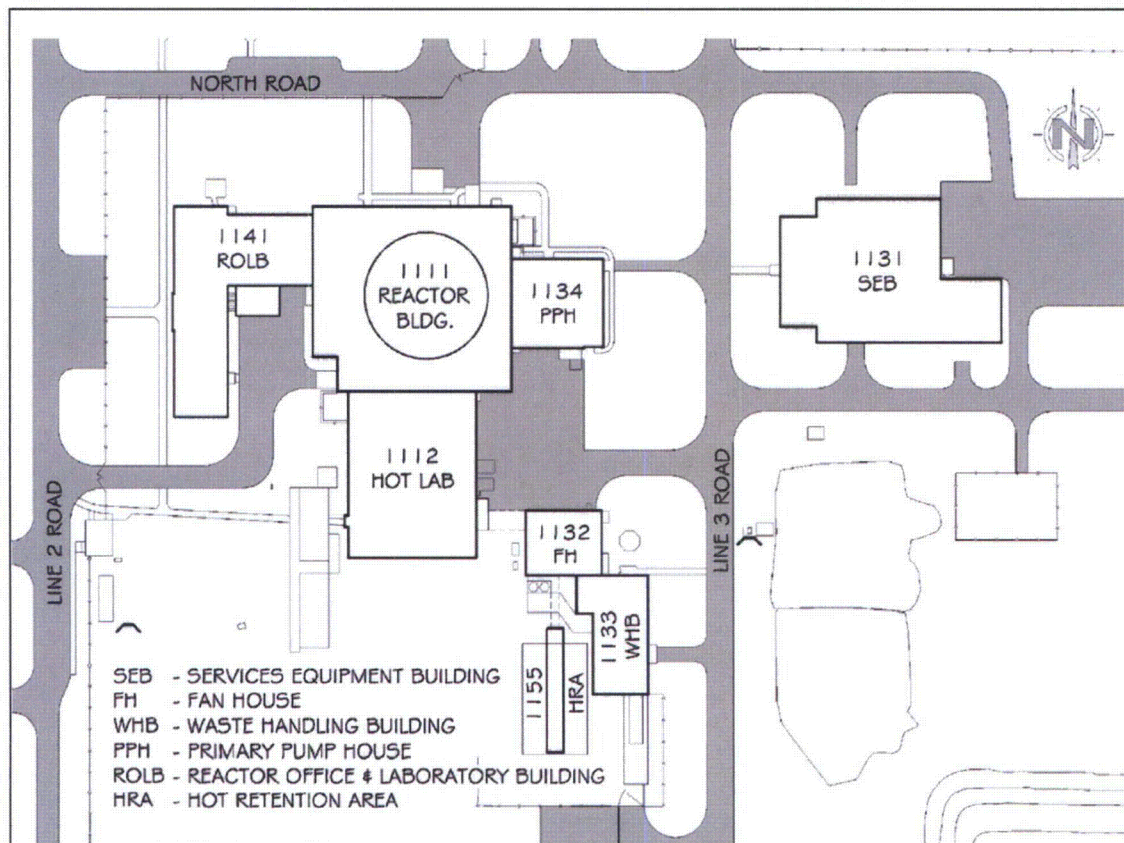 NORTH ROAD
N
1141
ROLB
1111
REACTOR
BLDG.
1134
PPH
1131
SEB
1112
HOT LAB
LINE 2 ROAD
LINE 3 ROAD
1132
FH
1133
WHB
1155
HRA
SEB - SERVICES EQUIPMENT BUILDING
FH - FAN HOUSE
WHB - WASTE HANDLING BUILDING
PPH - PRIMARY PUMP HOUSE
ROLB - REACTOR OFFICE & LABORATORY BUILDING
HRA - HOT RETENTION AREA